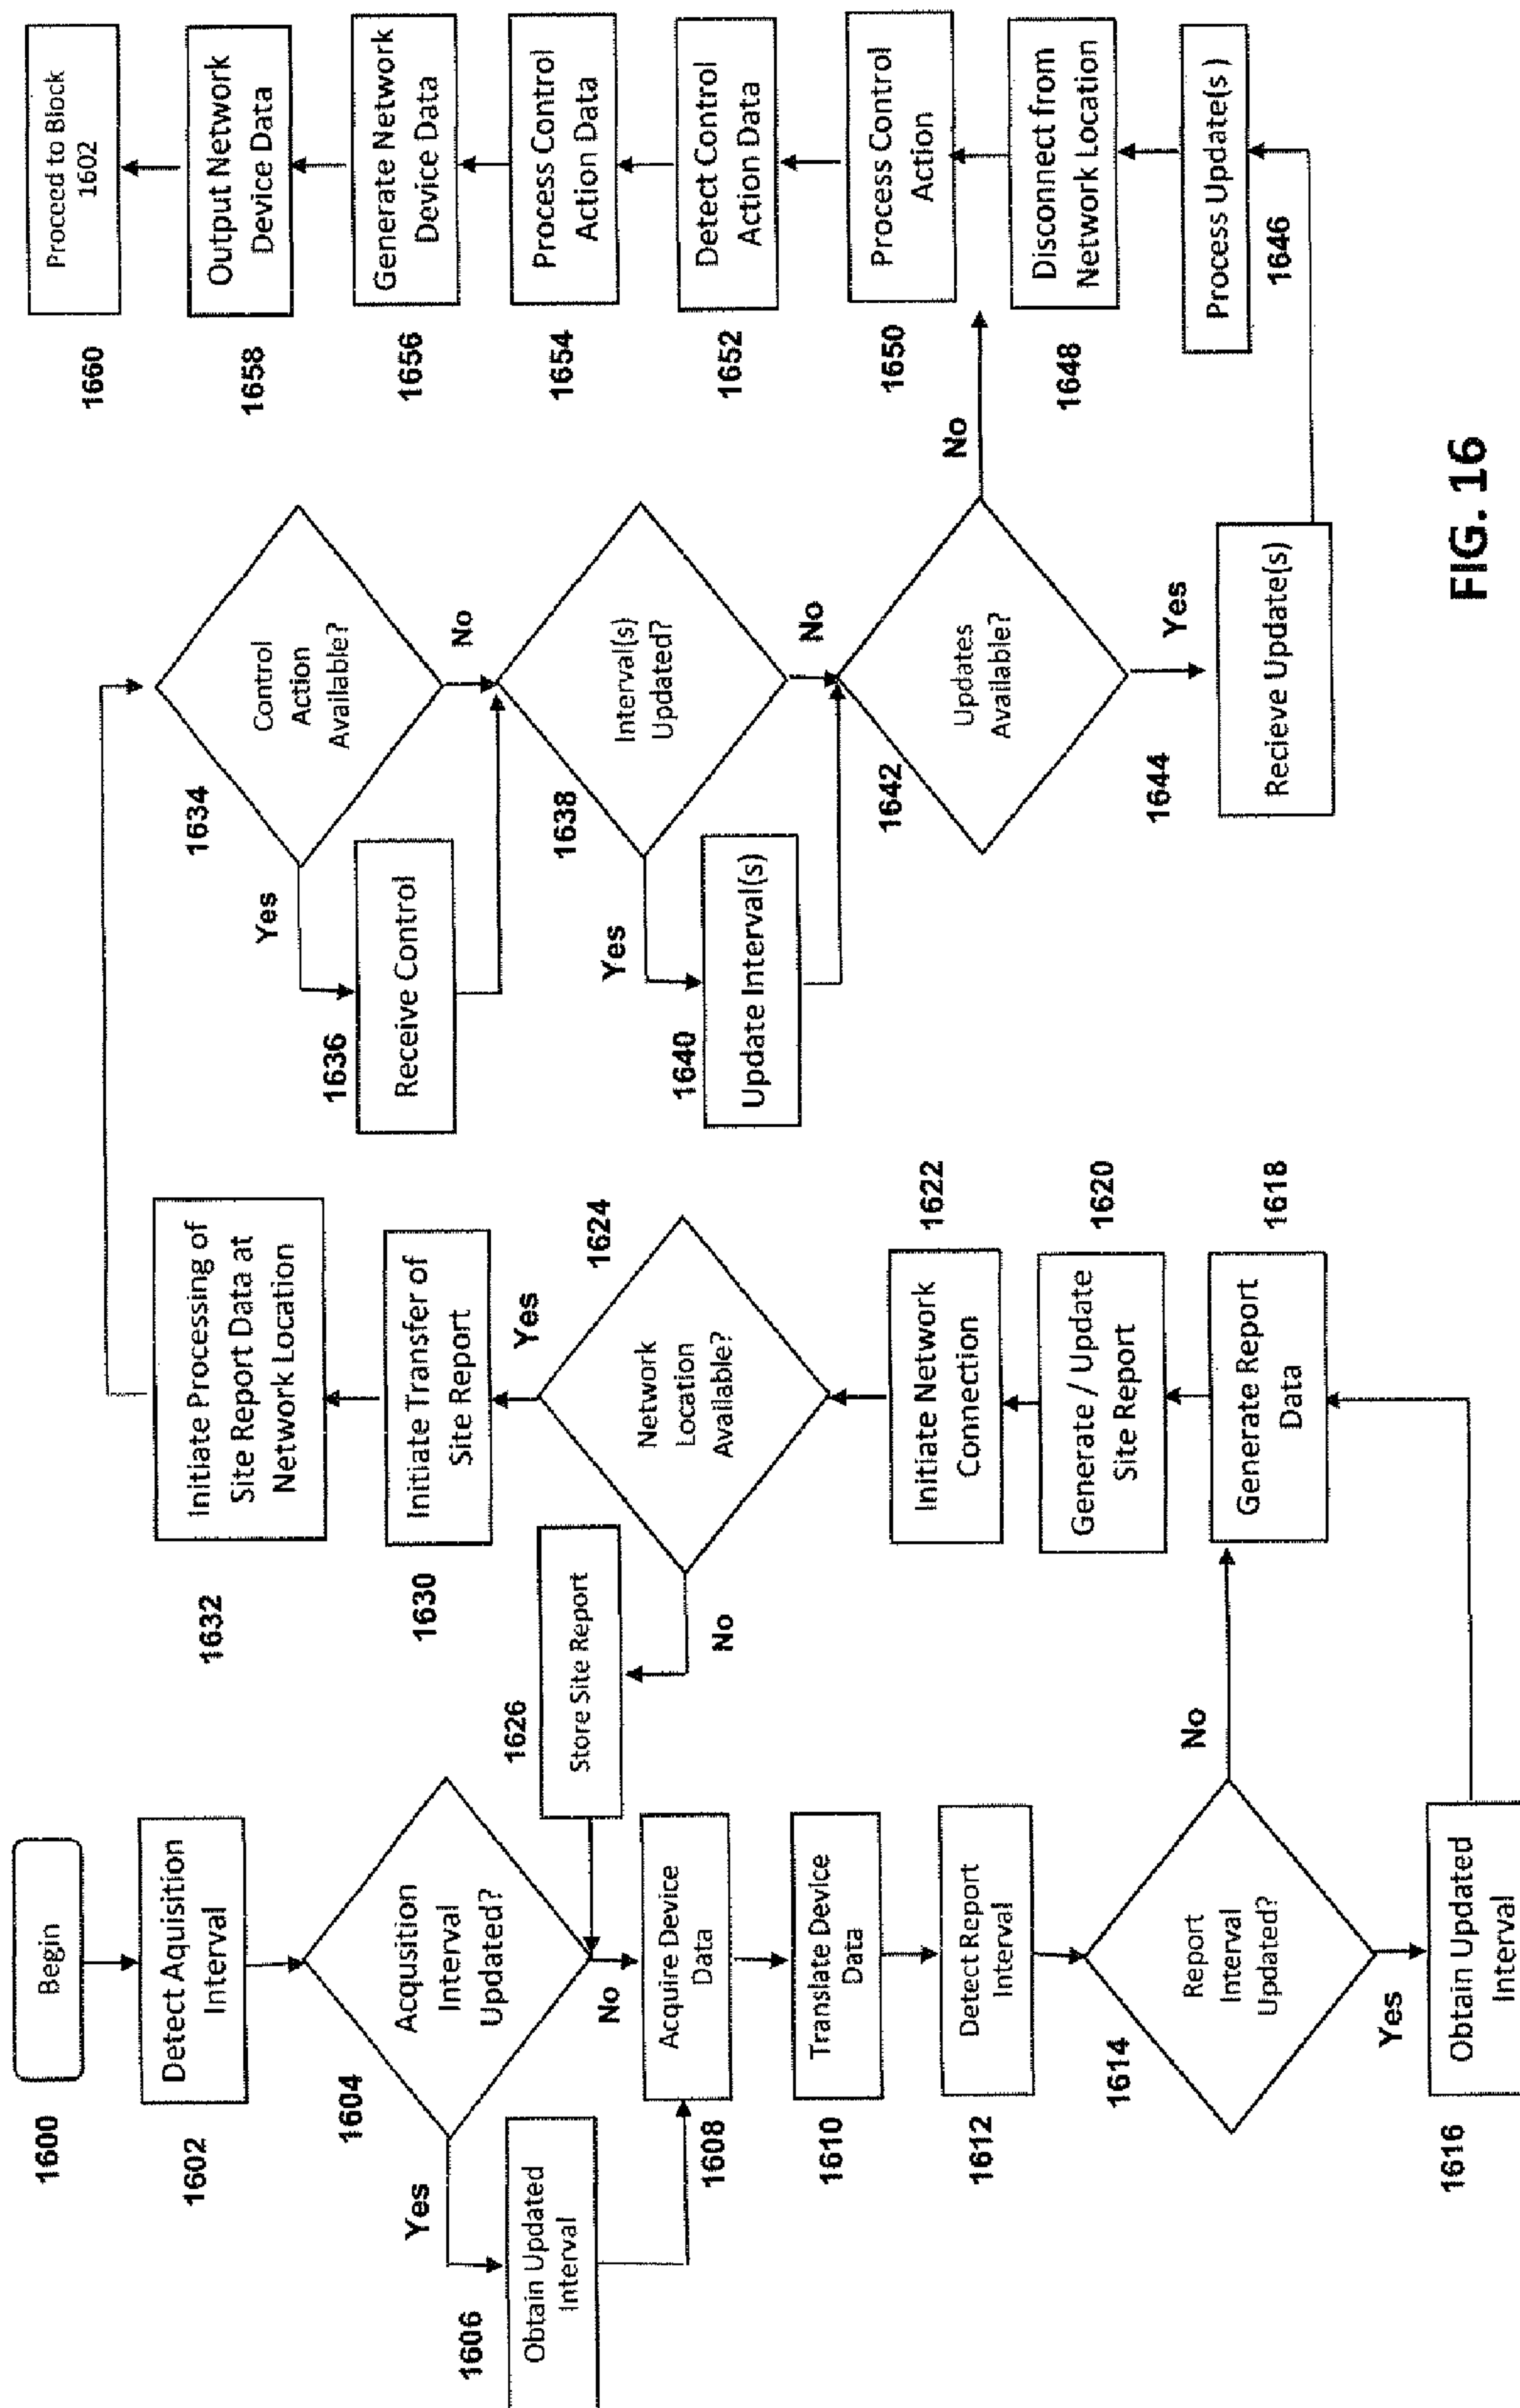 1600
Begin
1602
Detect Aquisition
Interval
1604
Acqusition
Interval
Updated?
Yes
No
1606
Obtain Updated
Interval
1608
Acquire Device
Data
1610
Translate Device
Data
1612
Detect Report
Interval
1614
Report
Interval
Updated?
No
Yes
1616
Obtain Updated
Interval
1632
Initiate Processing of
Site Report Data at
Network Location
1630
Initiate Transfer of
Site Report
Yes
1624
Network
Location
Available?
No
1626
Store Site Report
1622
Initiate Network
Connection
1620
Generate / Update
Site Report
1618
Generate Report
Data
1634
Control
Action
Available?
Yes
No
1636
Receive Control
1638
Interval(s)
Updated?
Yes
No
1640
Update Interval(s)
1642
Updates
Available?
No
Yes
1644
Recieve Update(s)
1660
Proceed to Block
1602
1658
Output Network
Device Data
1656
Generate Network
Device Data
1654
Process Control
Action Data
1652
Detect Control
Action Data
1650
Process Control
Action
1648
Disconnect from
Network Location
1646
Process Update(s )
FIG. 16